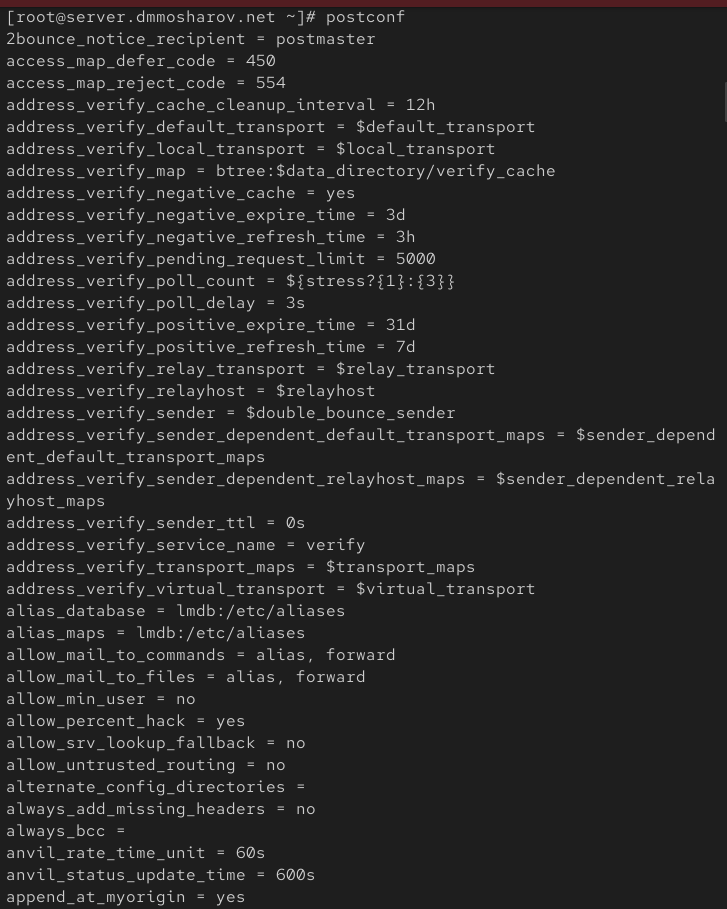 [root@server.dmmosharov.net ~]# postconf
2bounce_notice_recipient = postmaster
access_map_defer_code = 450
access_map_reject_code = 554
address_verify_cache_cleanup_interval = 12h
address_verify_default_transport = $default_transport
address_verify_local_transport = $local_transport
address_verify_map = btree:$data_directory/verify_cache
address_verify_negative_cache = yes
address_verify_negative_expire_time = 3d
address_verify_negative_refresh_time = 3h
address_verify_pending_request_limit = 5000
address_verify_poll_count = ${stress?{1}:{3}}
address_verify_poll_delay = 3s
address_verify_positive_expire_time = 31d
address_verify_positive_refresh_time = 7d
address_verify_relay_transport = $relay_transport
address_verify_relayhost = $relayhost
address_verify_sender = $double_bounce_sender
address_verify_sender_dependent_default_transport_maps = $sender_depend
ent_default_transport_maps
address_verify_sender_dependent_relayhost_maps = $sender_dependent_rela
yhost_maps
address_verify_sender_ttl = 0s
address_verify_service_name = verify
address_verify_transport_maps = $transport_maps
address_verify_virtual_transport = $virtual_transport
alias_database = lmdb:/etc/aliases
alias_maps = lmdb:/etc/aliases
allow_mail_to_commands = alias, forward
allow_mail_to_files = alias, forward
allow_min_user = no
allow_percent_hack = yes
allow_srv_lookup_fallback = no
allow_untrusted_routing = no
alternate_config_directories =
always_add_missing_headers = no
always_bcc =
anvil_rate_time_unit = 60s
anvil_status_update_time = 600s
append_at_myorigin = yes